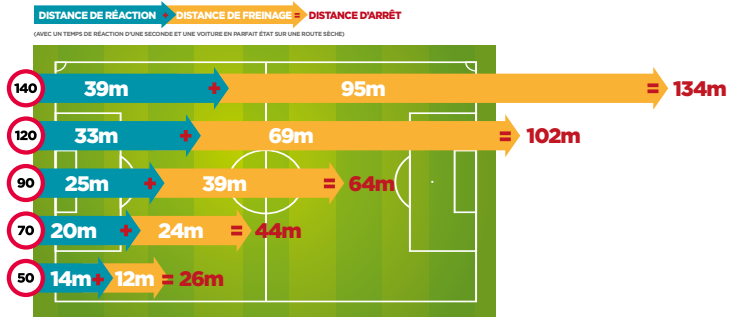 DISTANCE DE RÉACTION + DISTANCE DE FREINAGE = DISTANCE D'ARRÊT
(AVEC UN TEMPS DE RÉACTION D'UNE SECONDE ET UNE VOITURE EN PARFAIT ÉTAT SUR UNE ROUTE SÈCHE)
140 39m + 95m = 134m
120 33m + 69m = 102m
90 25m + 39m = 64m
70 20m + 24m = 44m
50 14m + 12m = 26m